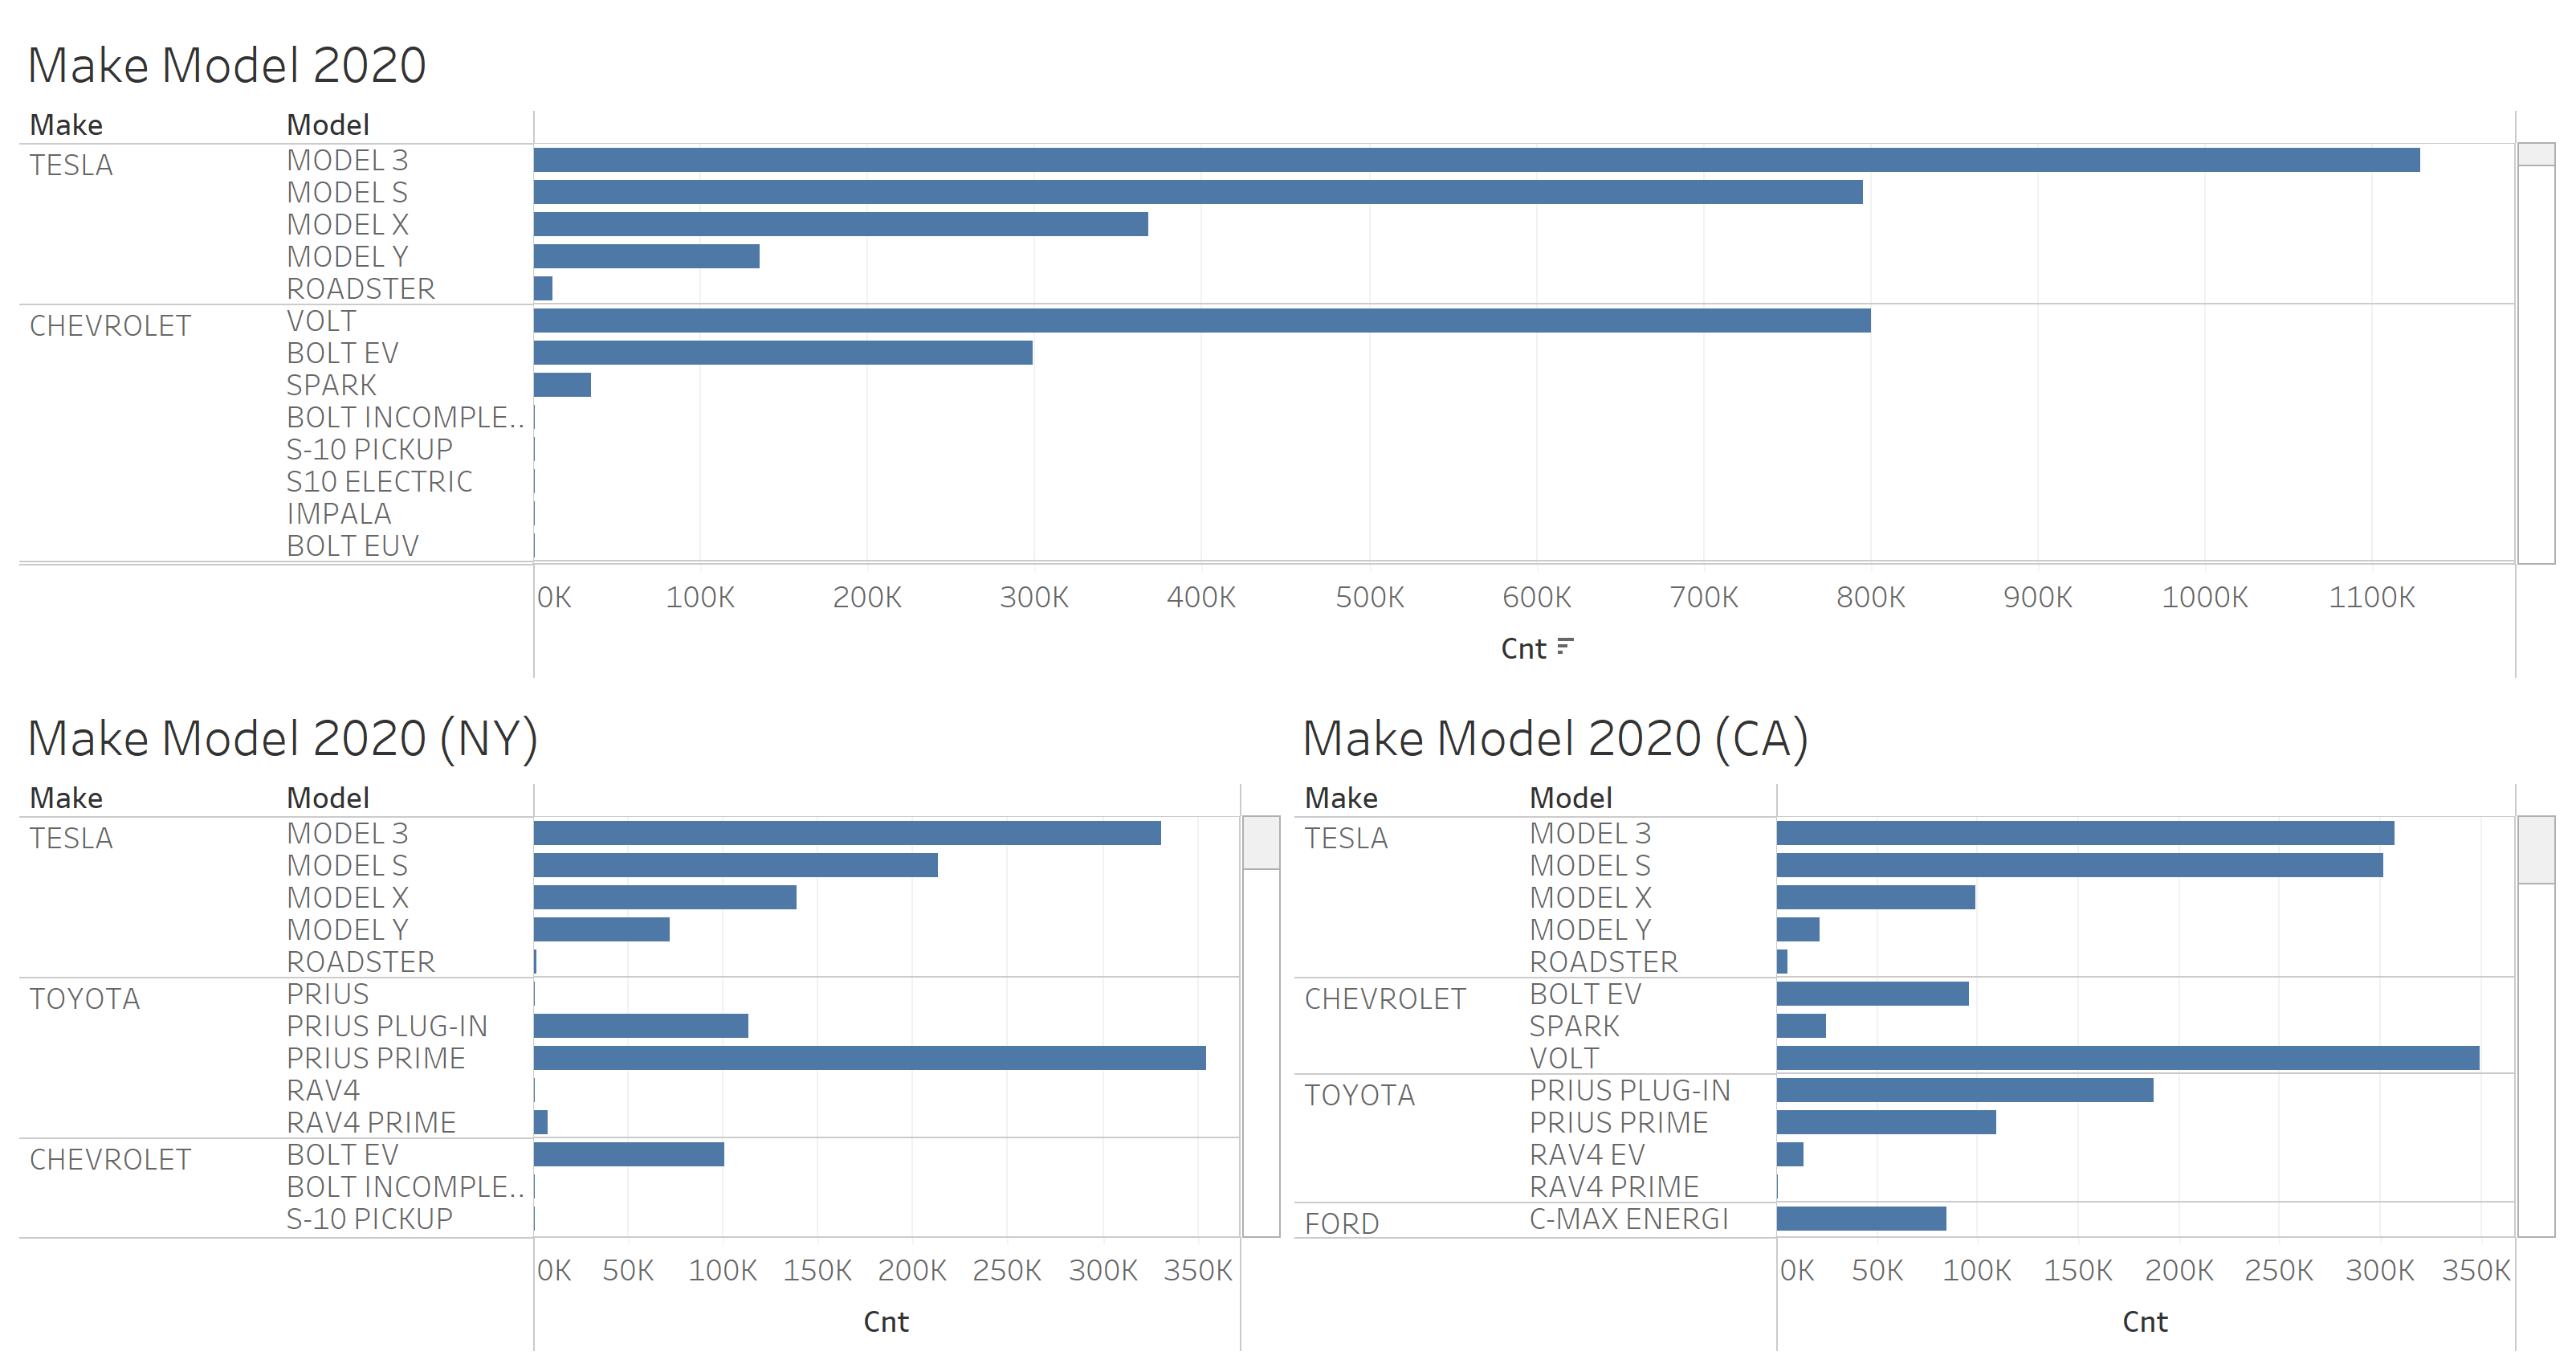 Make Model 2020
Make Model
TESLA MODEL 3
MODEL S
MODEL X
MODEL Y
ROADSTER
CHEVROLET VOLT
BOLT EV
SPARK
BOLT INCOMPLE..
S-10 PICKUP
S10 ELECTRIC
IMPALA
BOLT EUV
0K 100K 200K 300K 400K 500K 600K 700K 800K 900K 1000K 1100K
Cnt
Make Model 2020 (NY)
Make Model
TESLA MODEL 3
MODEL S
MODEL X
MODEL Y
ROADSTER
TOYOTA PRIUS
PRIUS PLUG-IN
PRIUS PRIME
RAV4
RAV4 PRIME
CHEVROLET BOLT EV
BOLT INCOMPLE..
S-10 PICKUP
0K 50K 100K 150K 200K 250K 300K 350K
Cnt
Make Model 2020 (CA)
Make Model
TESLA MODEL 3
MODEL S
MODEL X
MODEL Y
ROADSTER
CHEVROLET BOLT EV
SPARK
VOLT
TOYOTA PRIUS PLUG-IN
PRIUS PRIME
RAV4 EV
RAV4 PRIME
FORD C-MAX ENERGI
0K 50K 100K 150K 200K 250K 300K 350K
Cnt